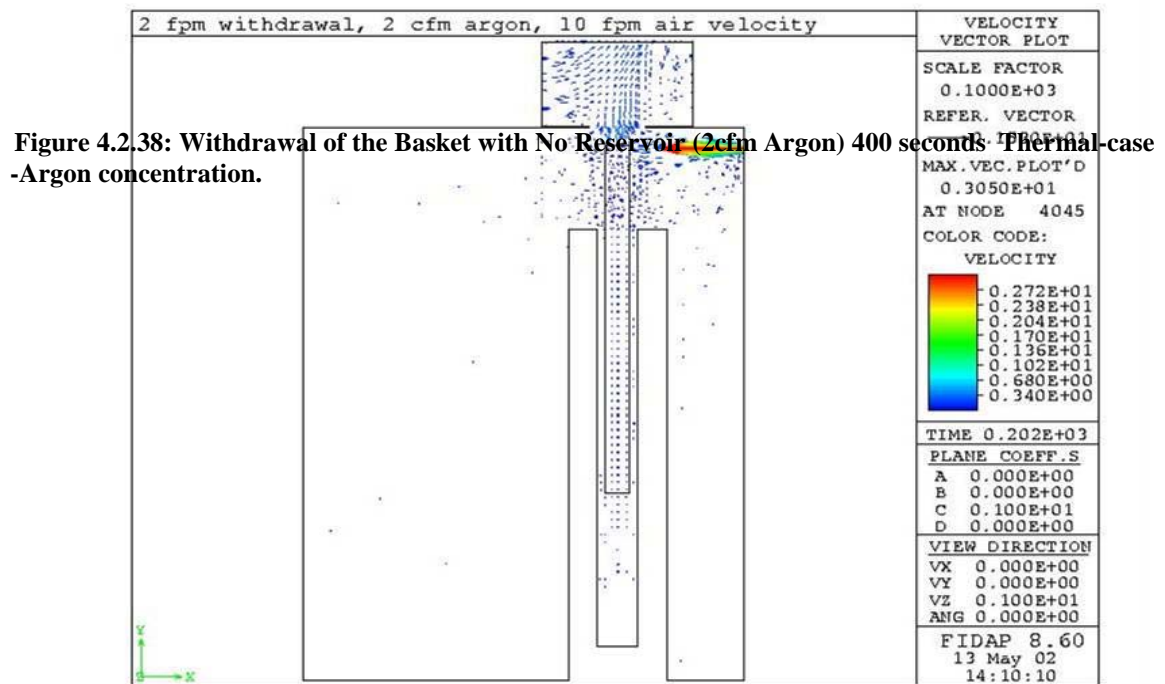 2 fpm withdrawal, 2 cfm argon, 10 fpm air velocity
Figure 4.2.38: Withdrawal of the Basket with No Reservoir (2cfm Argon) 400 seconds Thermal-case
-Argon concentration.
VELOCITY
VECTOR PLOT
SCALE FACTOR
0.1000E+03
REFER. VECTOR
MAX.VEC.PLOT'D
0.3050E+01
AT NODE 4045
COLOR CODE:
VELOCITY
0.272E+01
0.238E+01
0.204E+01
0.170E+01
0.136E+01
0.102E+01
0.680E+00
0.340E+00
TIME 0.202E+03
PLANE COEFF.S
A 0.000E+00
B 0.000E+00
C 0.100E+01
D 0.000E+00
VIEW DIRECTION
VX 0.000E+00
VY 0.000E+00
VZ 0.100E+01
ANG 0.000E+00
FIDAP 8.60
13 May 02
14:10:10
Y
Z X